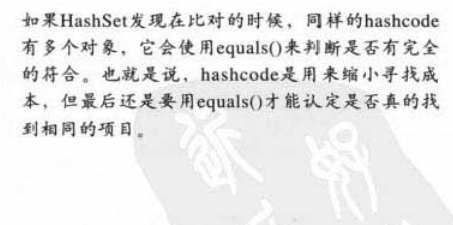 如果HashSet发现在比对的时候，同样的hashcode
有多个对象，它会使用equals()来判断是否有完全
的符合。也就是说，hashcode是用来缩小寻找成
本，但最后还是要用equals()才能认定是否真的找
到相同的项目。